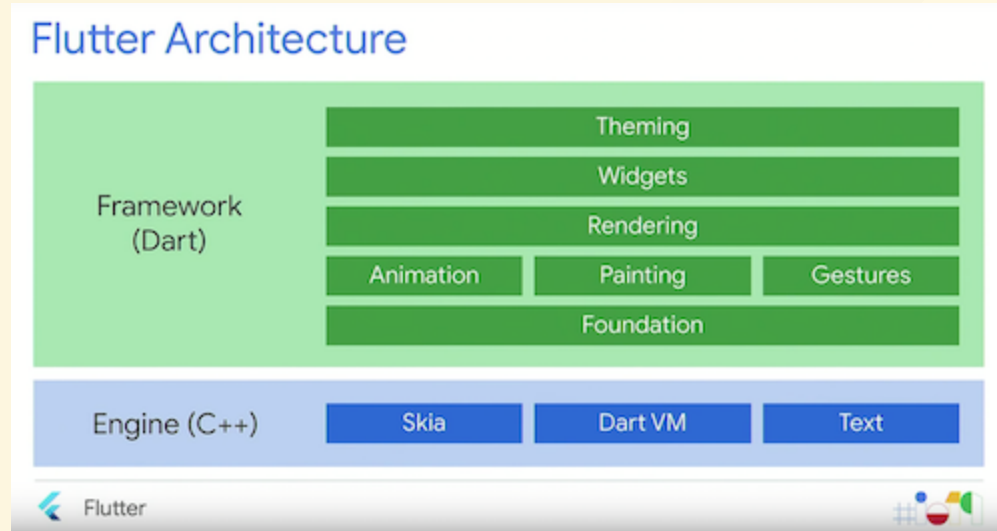 Flutter Architecture
Framework
(Dart)
Theming
Widgets
Rendering
Animation Painting Gestures
Foundation
Engine (C++)
Skia Dart VM Text
Flutter
#